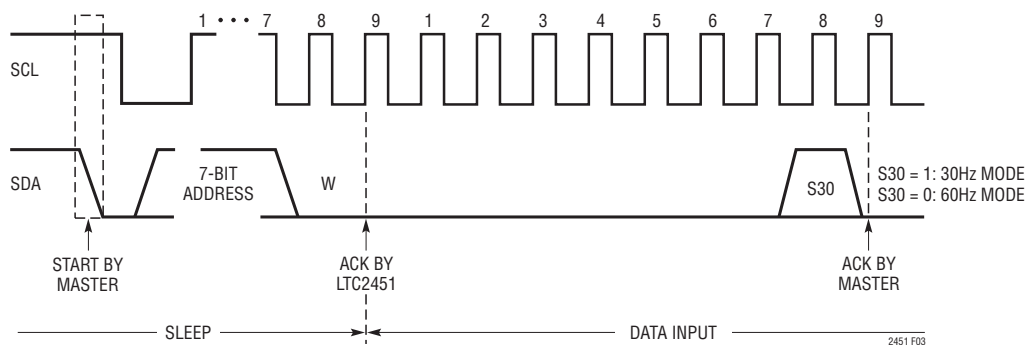 1 • • • 7 8 9 1 2 3 4 5 6 7 8 9
SCL
SDA
7-BIT
ADDRESS
W
S30
S30 = 1: 30Hz MODE
S30 = 0: 60Hz MODE
START BY
MASTER
ACK BY
LTC2451
ACK BY
MASTER
SLEEP
DATA INPUT
2451 F03